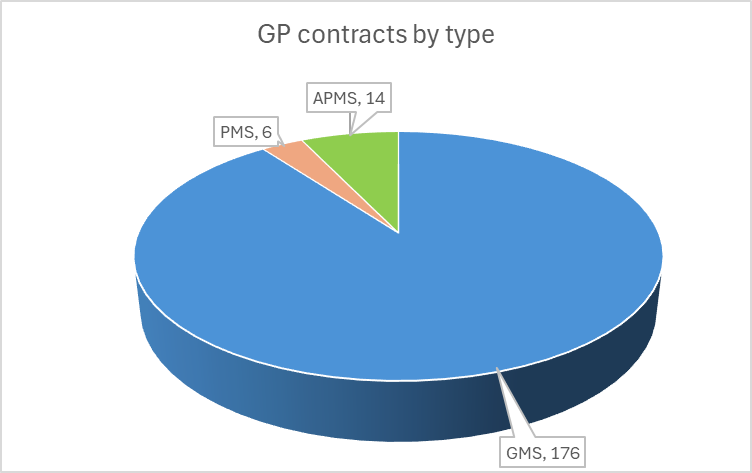 GP contracts by type
APMS, 14
PMS, 6
GMS, 176